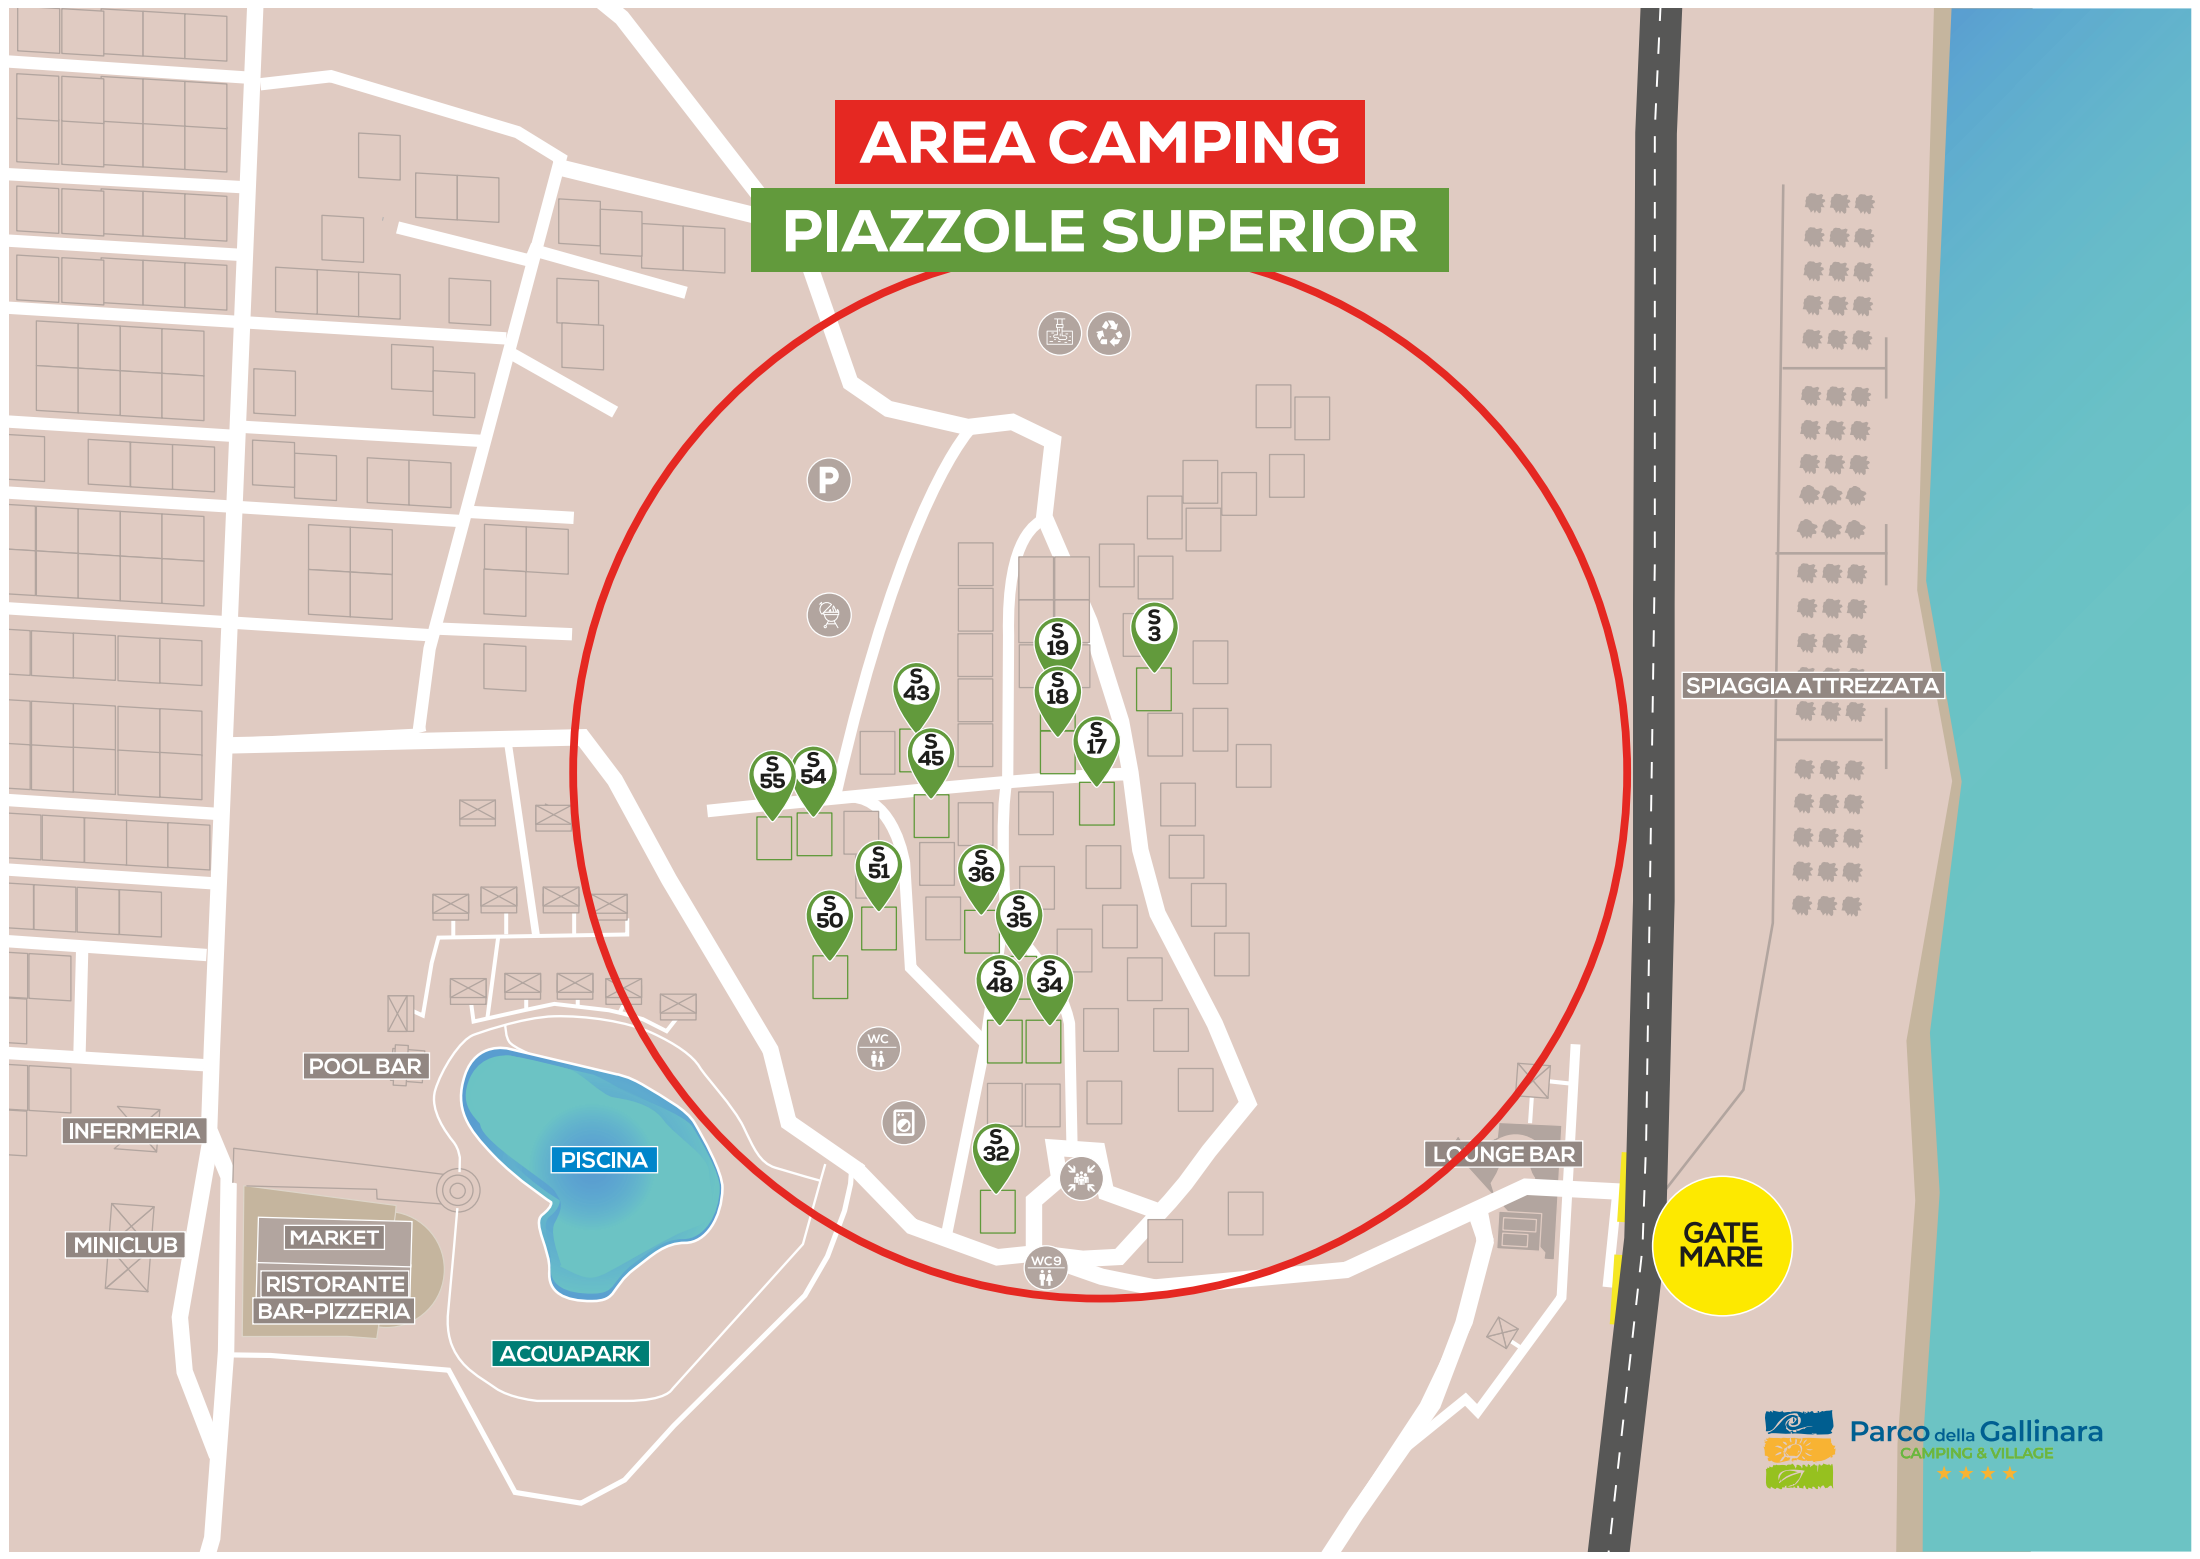 AREA CAMPING
PIAZZOLE SUPERIOR
P
S
19
S
3
S
43
S
18
S
17
S
45
S
55
S
54
S
51
S
36
S
50
S
35
S
48
S
34
WC
S
32
WC9
SPIAGGIA ATTREZZATA
POOL BAR
INFERMERIA
PISCINA
LOUNGE BAR
MINICLUB
MARKET
RISTORANTE
BAR-PIZZERIA
ACQUAPARK
GATE
MARE
Parco della Gallinara
CAMPING & VILLAGE